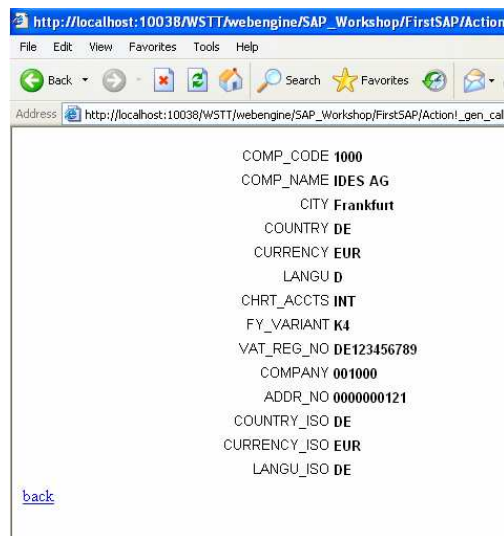 http://localhost:10038/WSTT/webengine/SAP_Workshop/FirstSAP/Action
File Edit View Favorites Tools Help
Back Search Favorites
Address http://localhost:10038/WSTT/webengine/SAP_Workshop/FirstSAP/Action!_gen_cal
COMP_CODE 1000
COMP_NAME IDES AG
CITY Frankfurt
COUNTRY DE
CURRENCY EUR
LANGU D
CHRT_ACCTS INT
FY_VARIANT K4
VAT_REG_NO DE123456789
COMPANY 001000
ADDR_NO 0000000121
COUNTRY_ISO DE
CURRENCY_ISO EUR
LANGU_ISO DE
back